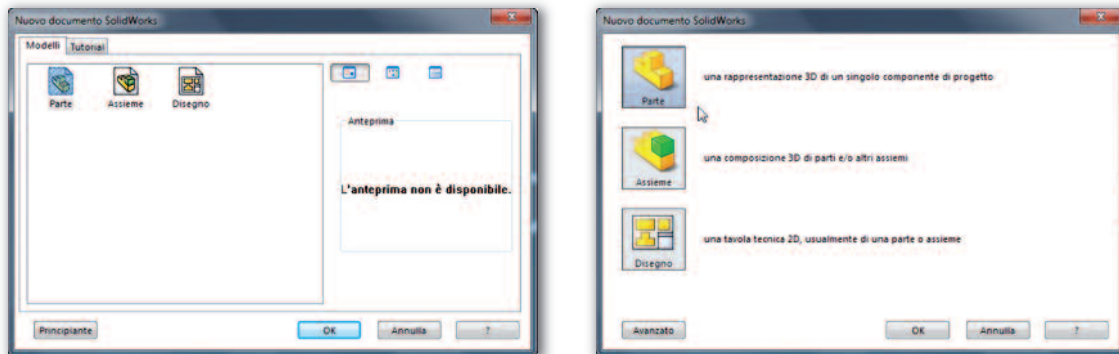 Nuovo documento SolidWorks
Modelli
Tutorial
Parte
Assieme
Disegno
Anteprima
L'anteprima non è disponibile.
Principiante
OK
Annulla
?
Nuovo documento SolidWorks
Parte
una rappresentazione 3D di un singolo componente di progetto
Assieme
una composizione 3D di parti e/o altri assiemi
Disegno
una tavola tecnica 2D, usualmente di una parte o assieme
Avanzato
OK
Annulla
?